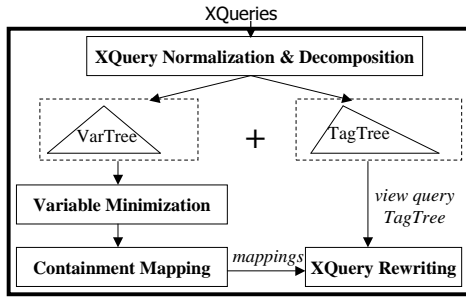 XQueries
XQuery Normalization & Decomposition
VarTree
+
TagTree
Variable Minimization
view query
TagTree
Containment Mapping
mappings
XQuery Rewriting